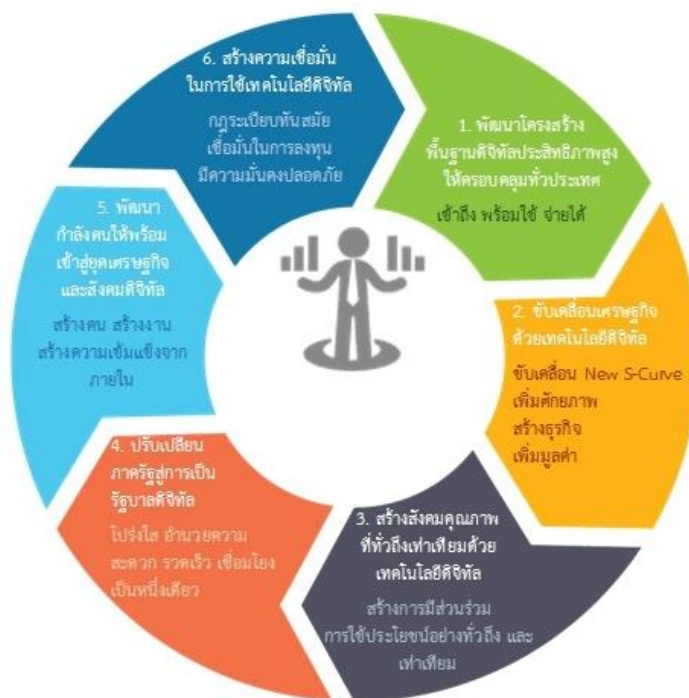 1. พัฒนาโครงสร้าง
พื้นฐานดิจิทัลประสิทธิภาพสูง
ให้ครอบคลุมทั่วประเทศ
เข้าถึง พร้อมใช้ จ่ายได้
2. ขับเคลื่อนเศรษฐกิจ
ด้วยเทคโนโลยีดิจิทัล
ขับเคลื่อน New S-Curve
เพิ่มศักยภาพ
สร้างธุรกิจ
เพิ่มมูลค่า
3. สร้างสังคมคุณภาพ
ที่ทั่วถึงเท่าเทียมด้วย
เทคโนโลยีดิจิทัล
สร้างการมีส่วนร่วม
การใช้ประโยชน์อย่างทั่วถึง และ
เท่าเทียม
4. ปรับเปลี่ยน
ภาครัฐสู่การเป็น
รัฐบาลดิจิทัล
โปร่งใส อำนวยความ
สะดวก รวดเร็ว เชื่อมโยง
เป็นหนึ่งเดียว
5. พัฒนา
กำลังคนให้พร้อม
เข้าสู่ยุคเศรษฐกิจ
และสังคมดิจิทัล
สร้างคน สร้างงาน
สร้างความเข้มแข็งจาก
ภายใน
6. สร้างความเชื่อมั่น
ในการใช้เทคโนโลยีดิจิทัล
กฎระเบียบทันสมัย
เชื่อมั่นในการลงทุน
มีความมั่นคงปลอดภัย